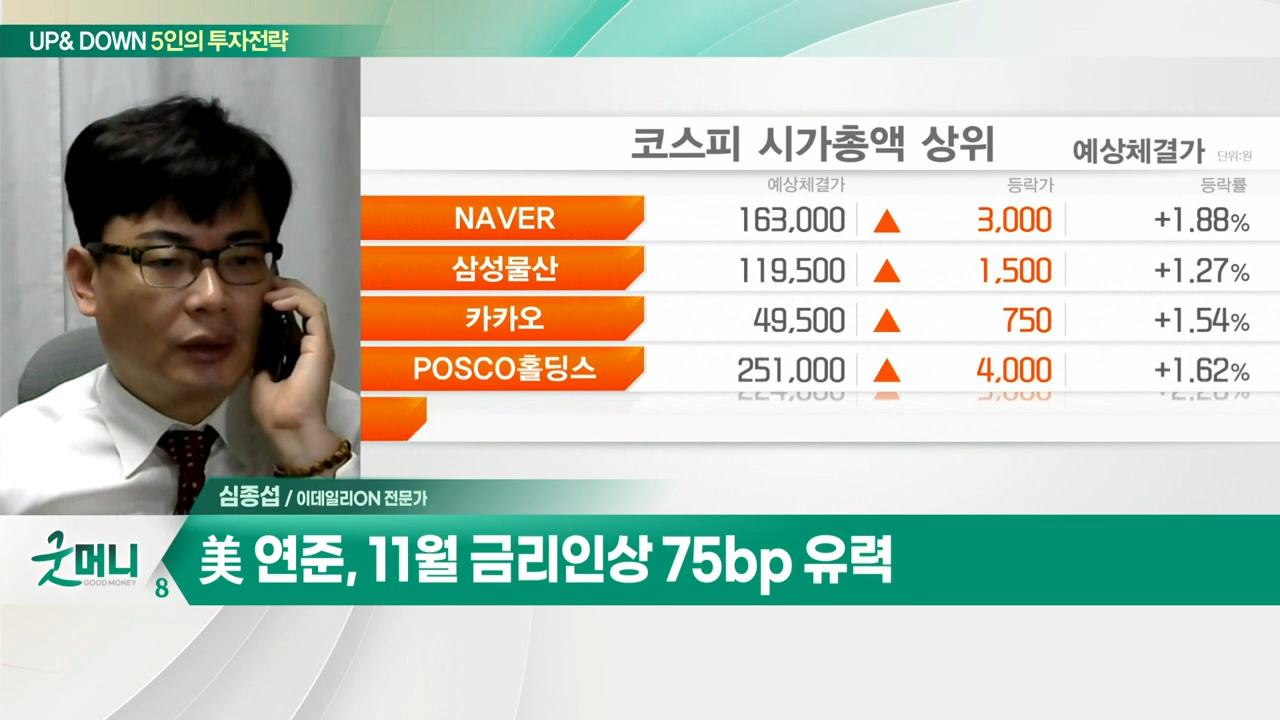 UP& DOWN 5인의 투자전략
코스피 시가총액 상위 예상체결가 단위:원
예상체결가 등락가 등락률
NAVER 163,000 ▲ 3,000 +1.88%
삼성물산 119,500 ▲ 1,500 +1.27%
카카오 49,500 ▲ 750 +1.54%
POSCO홀딩스 251,000 ▲ 4,000 +1.62%
심종섭 / 이데일리ON 전문가
굿머니
GOOD MONEY
8
美 연준, 11월 금리인상 75bp 유력